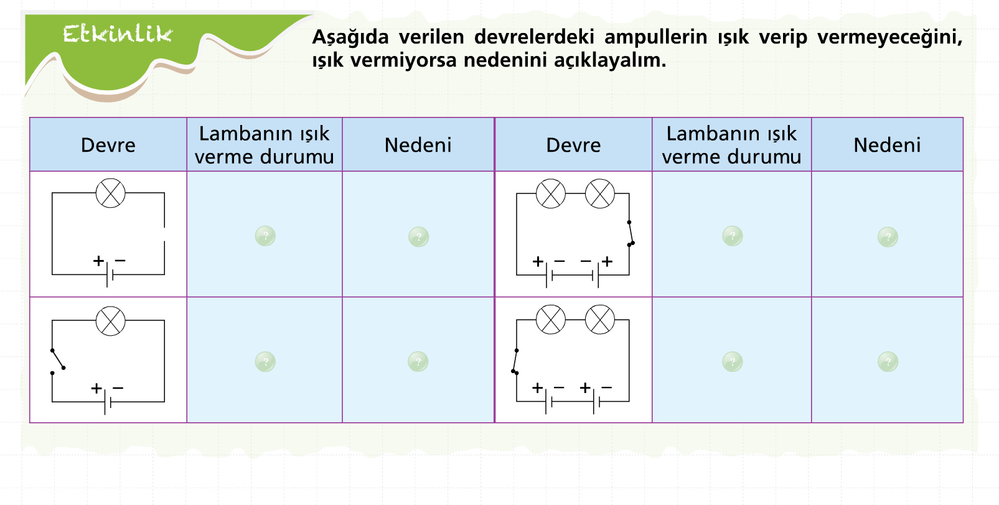 Etkinlik
Aşağıda verilen devrelerdeki ampullerin ışık verip vermeyeceğini,
ışık vermiyorsa nedenini açıklayalım.
Devre
Lambanın ışık
verme durumu
Nedeni
Devre
Lambanın ışık
verme durumu
Nedeni
+ −
? ?
+ − − +
? ?
+ −
? ?
+ − + −
? ?